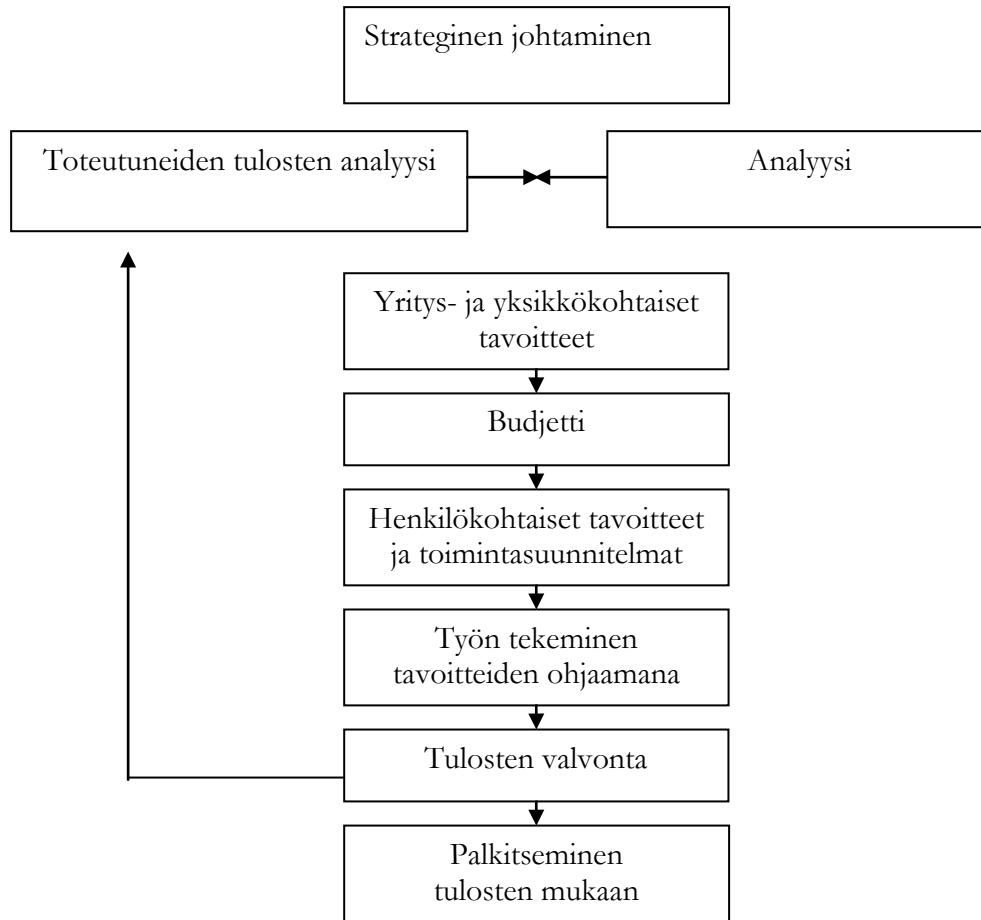 Strateginen johtaminen
Toteutuneiden tulosten analyysi
Analyysi
Yritys- ja yksikkökohtaiset
tavoitteet
Budjetti
Henkilökohtaiset tavoitteet
ja toimintasuunnitelmat
Työn tekeminen
tavoitteiden ohjaamana
Tulosten valvonta
Palkitseminen
tulosten mukaan